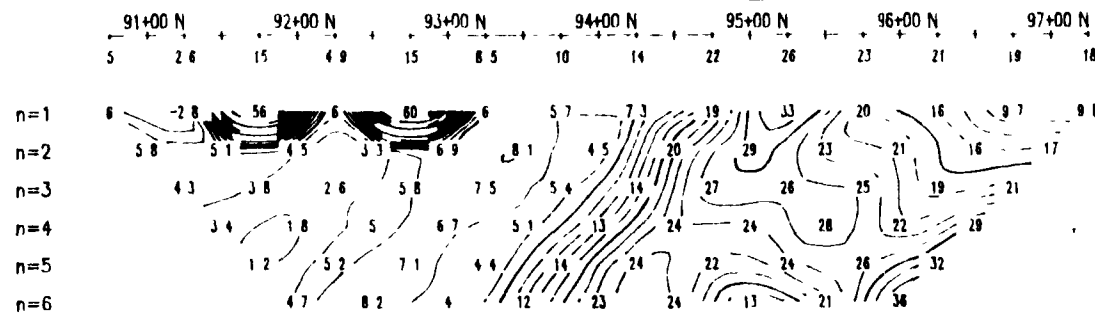 91+00 N 92+00 N 93+00 N 94+00 N 95+00 N 96+00 N 97+00 N
5 2 6 15 4 9 15 6 5 10 14 22 26 23 21 19 18
n=1 6 -2 8 56 6 60 6 5 7 7 3 19 33 20 16 9 7 9
n=2 5 8 5 1 4 5 3 3 6 9 8 1 4 5 20 29 23 21 16 17
n=3 4 3 3 8 2 6 5 8 7 5 5 4 14 27 26 25 19 21
n=4 3 4 1 8 5 6 7 5 1 13 24 24 28 22 29
n=5 1 2 5 2 7 1 4 4 14 24 22 24 26 32
n=6 4 7 8 2 4 12 23 24 13 21 36